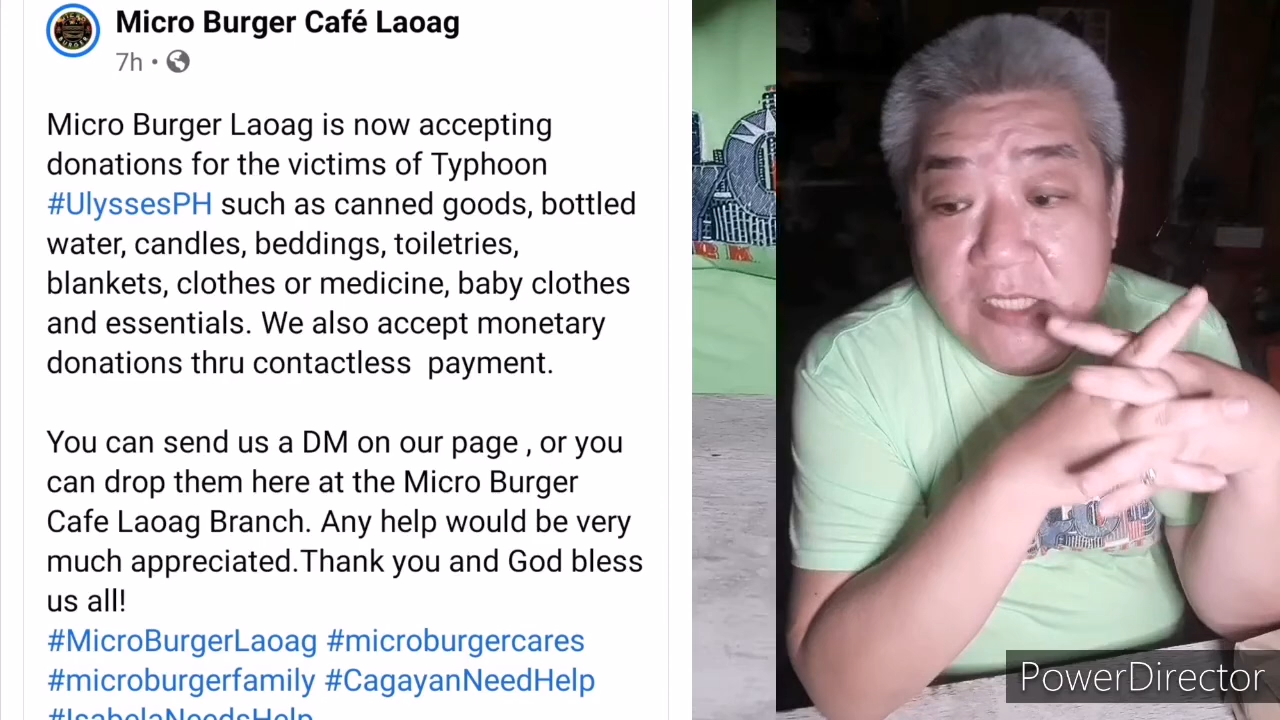 Micro Burger Café Laoag
7h •
Micro Burger Laoag is now accepting
donations for the victims of Typhoon
#UlyssesPH such as canned goods, bottled
water, candles, beddings, toiletries,
blankets, clothes or medicine, baby clothes
and essentials. We also accept monetary
donations thru contactless  payment.
You can send us a DM on our page , or you
can drop them here at the Micro Burger
Cafe Laoag Branch. Any help would be very
much appreciated.Thank you and God bless
us all!
#MicroBurgerLaoag #microburgercares
#microburgerfamily #CagayanNeedHelp
#IsabelaNeedsHelp
PowerDirector